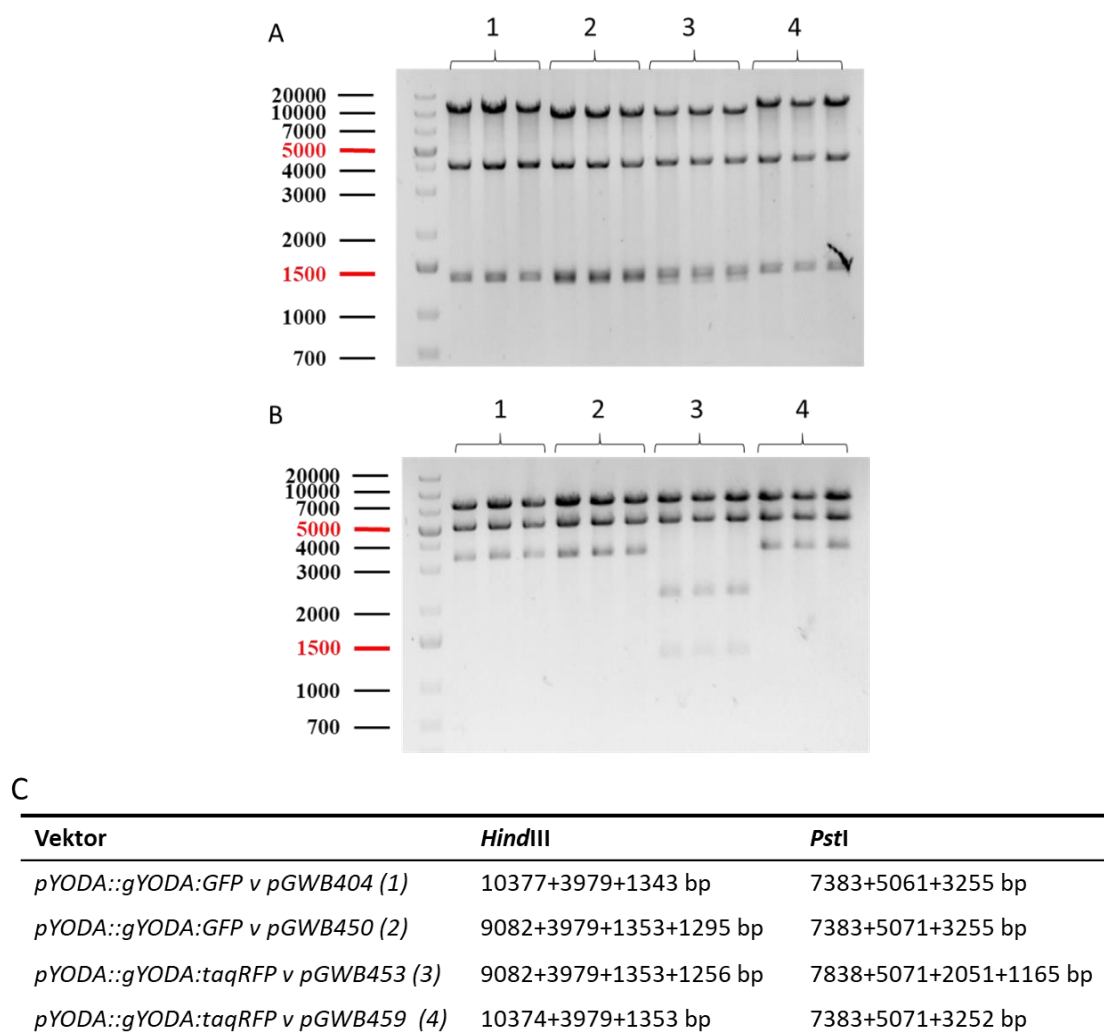 A
1 2 3 4
20000
10000
7000
5000
4000
3000
2000
1500
1000
700
B
1 2 3 4
20000
10000
7000
5000
4000
3000
2000
1500
1000
700
C
Vektor HindIII PstI
pYODA::gYODA:GFP v pGWB404 (1) 10377+3979+1343 bp 7383+5061+3255 bp
pYODA::gYODA:GFP v pGWB450 (2) 9082+3979+1353+1295 bp 7383+5071+3255 bp
pYODA::gYODA:taqRFP v pGWB453 (3) 9082+3979+1353+1256 bp 7838+5071+2051+1165 bp
pYODA::gYODA:taqRFP v pGWB459 (4) 10374+3979+1353 bp 7383+5071+3252 bp